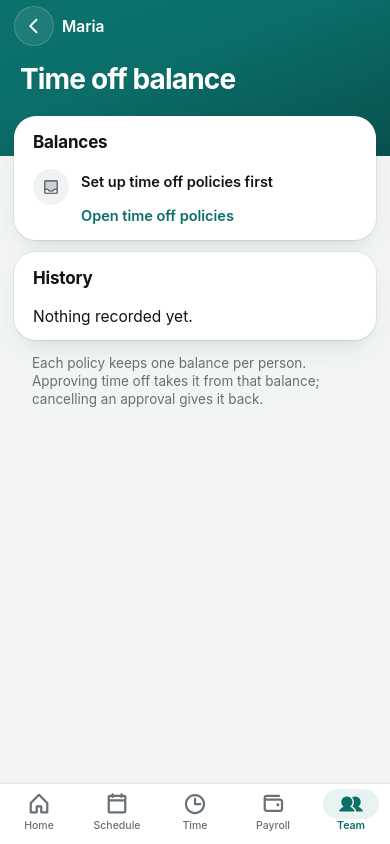 Maria
Time off balance
Balances
Set up time off policies first
Open time off policies
History
Nothing recorded yet.
Each policy keeps one balance per person.
Approving time off takes it from that balance;
cancelling an approval gives it back.
Home
Schedule
Time
Payroll
Team